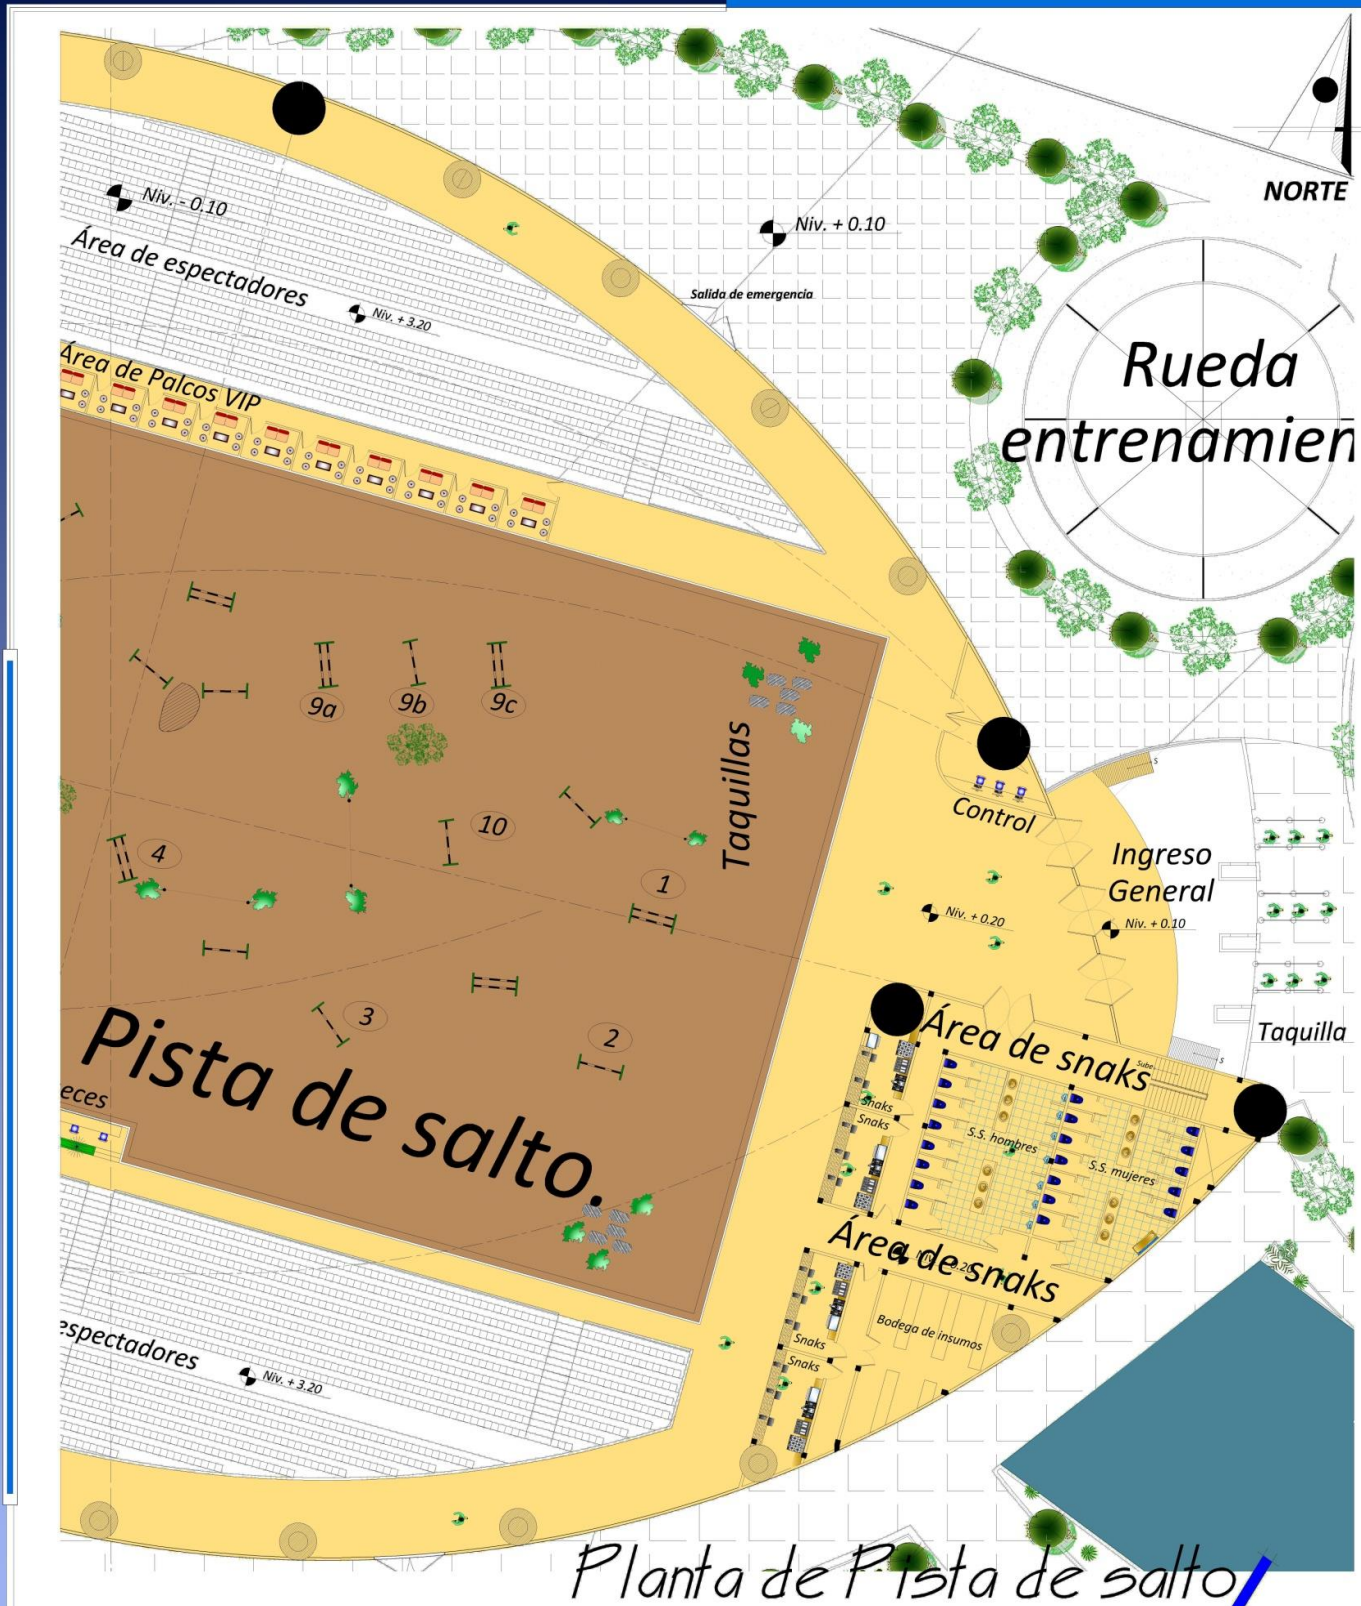 NORTE
Niv. - 0.10
Niv. + 0.10
Área de espectadores
Niv. + 3.20
Salida de emergencia
Área de Palcos VIP
Rueda
entrenamien
9a
9b
9c
Taquillas
Control
10
4
1
Ingreso
General
Niv. + 0.20
Niv. + 0.10
S
3
2
Pista de salto.
Taquilla
Área de snaks
Sube
S
eces
Snaks
Snaks
S.S. hombres
S.S. mujeres
Área de snaks
Bodega de insumos
Snaks
Snaks
espectadores
Niv. + 3.20
Planta de Pista de salto